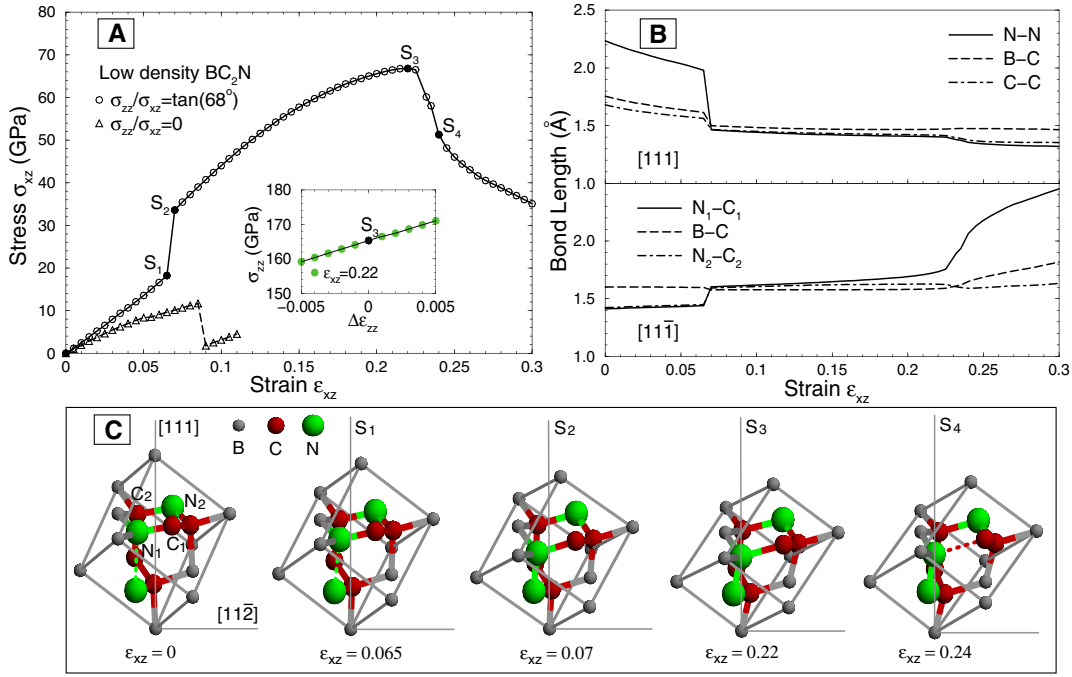 A
Stress σxz (GPa)
80
70
60
50
40
30
20
10
0
Low density BC2N
σzz/σxz=tan(68°)
σzz/σxz=0
S1
S2
S3
S4
σzz (GPa)
180
170
160
150
S3
εxz=0.22
−0.005 0 0.005
Δεzz
0 0.05 0.1 0.15 0.2 0.25 0.3
Strain εxz
B
Bond Length (Å)
2.5
2.0
1.5
1.0
N−N
B−C
C−C
[111]
2.0
1.5
1.0
N1−C1
B−C
N2−C2
[111̄]
0 0.05 0.1 0.15 0.2 0.25 0.3
Strain εxz
C
[111]
B C N
S1 S2 S3 S4
C2 N2
N1 C1
[112̄]
εxz = 0 εxz = 0.065 εxz = 0.07 εxz = 0.22 εxz = 0.24